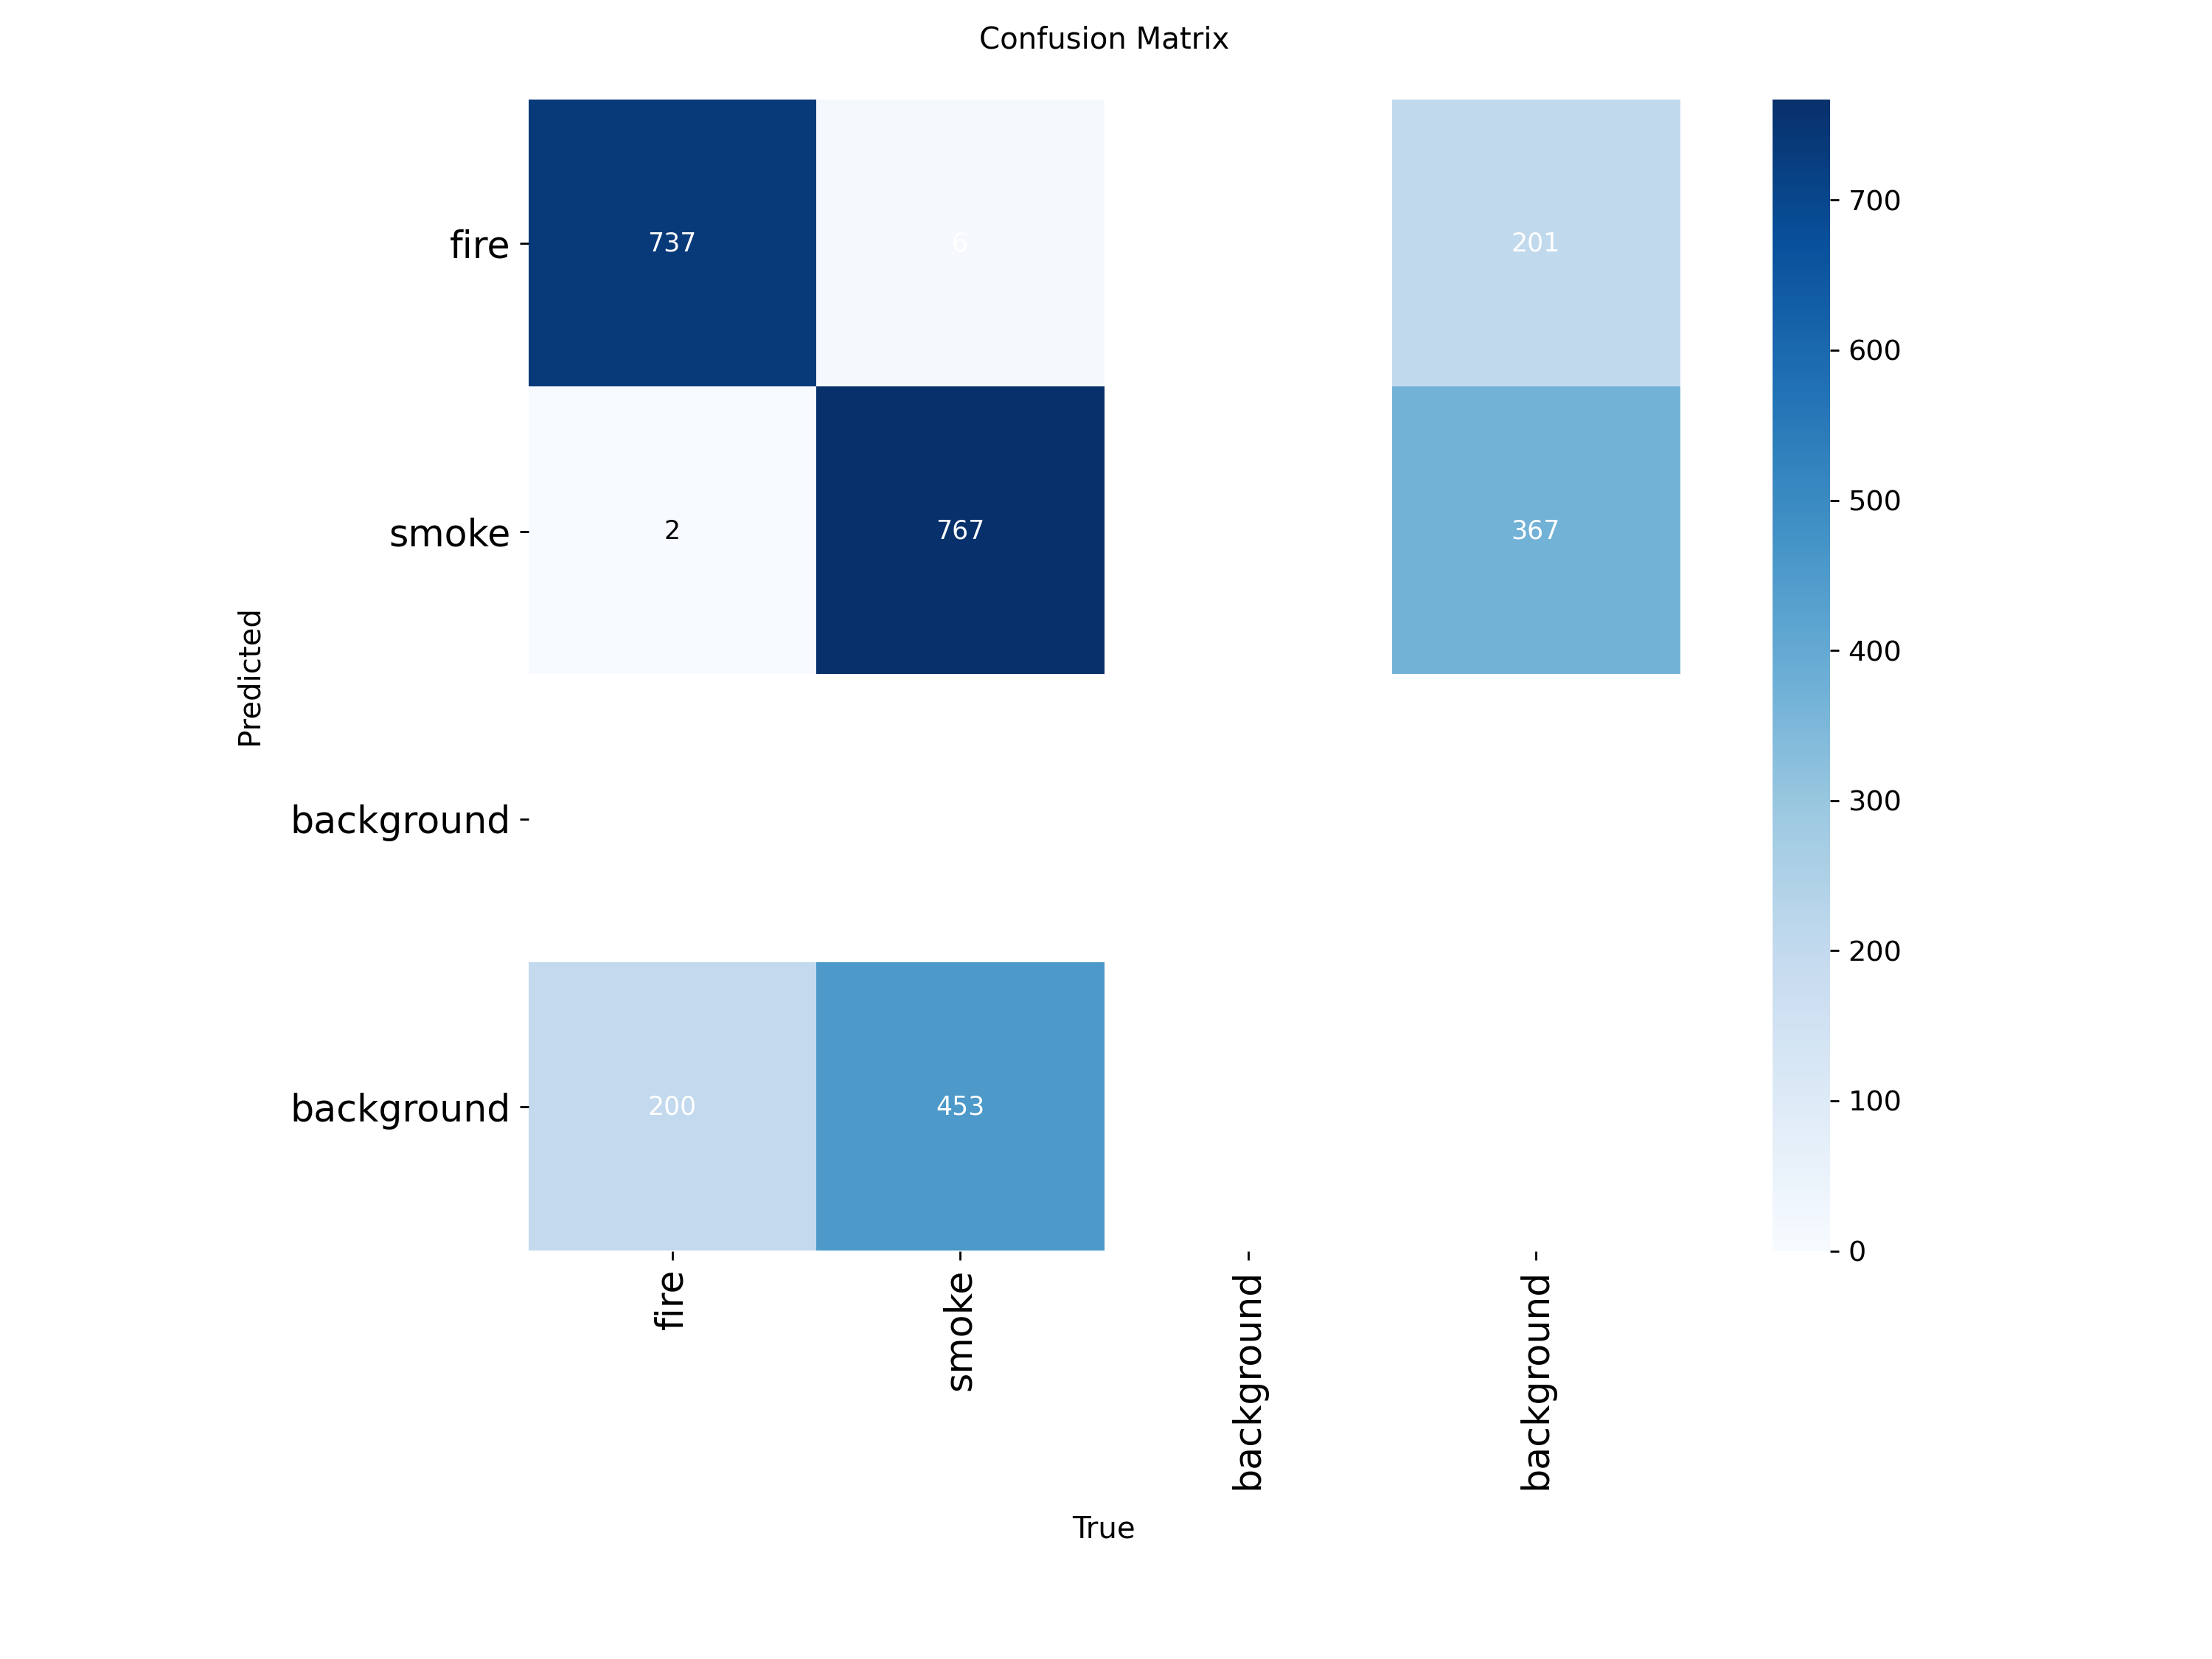 Confusion Matrix
fire
737
6
201
smoke
2
767
367
background
background
200
453
Predicted
fire
smoke
background
background
True
700
600
500
400
300
200
100
0